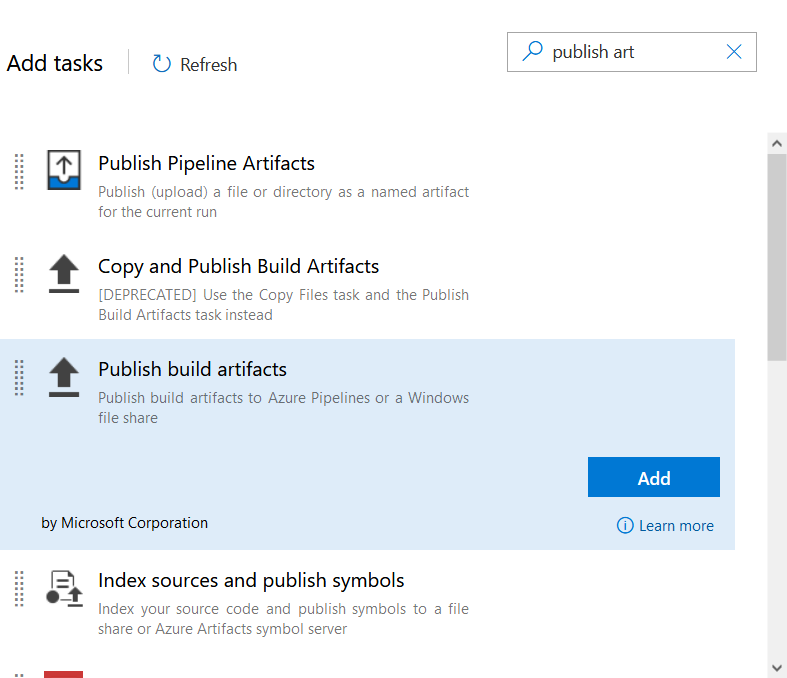 Add tasks
Refresh
publish art
Publish Pipeline Artifacts
Publish (upload) a file or directory as a named artifact
for the current run
Copy and Publish Build Artifacts
[DEPRECATED] Use the Copy Files task and the Publish
Build Artifacts task instead
Publish build artifacts
Publish build artifacts to Azure Pipelines or a Windows
file share
Add
by Microsoft Corporation
Learn more
Index sources and publish symbols
Index your source code and publish symbols to a file
share or Azure Artifacts symbol server